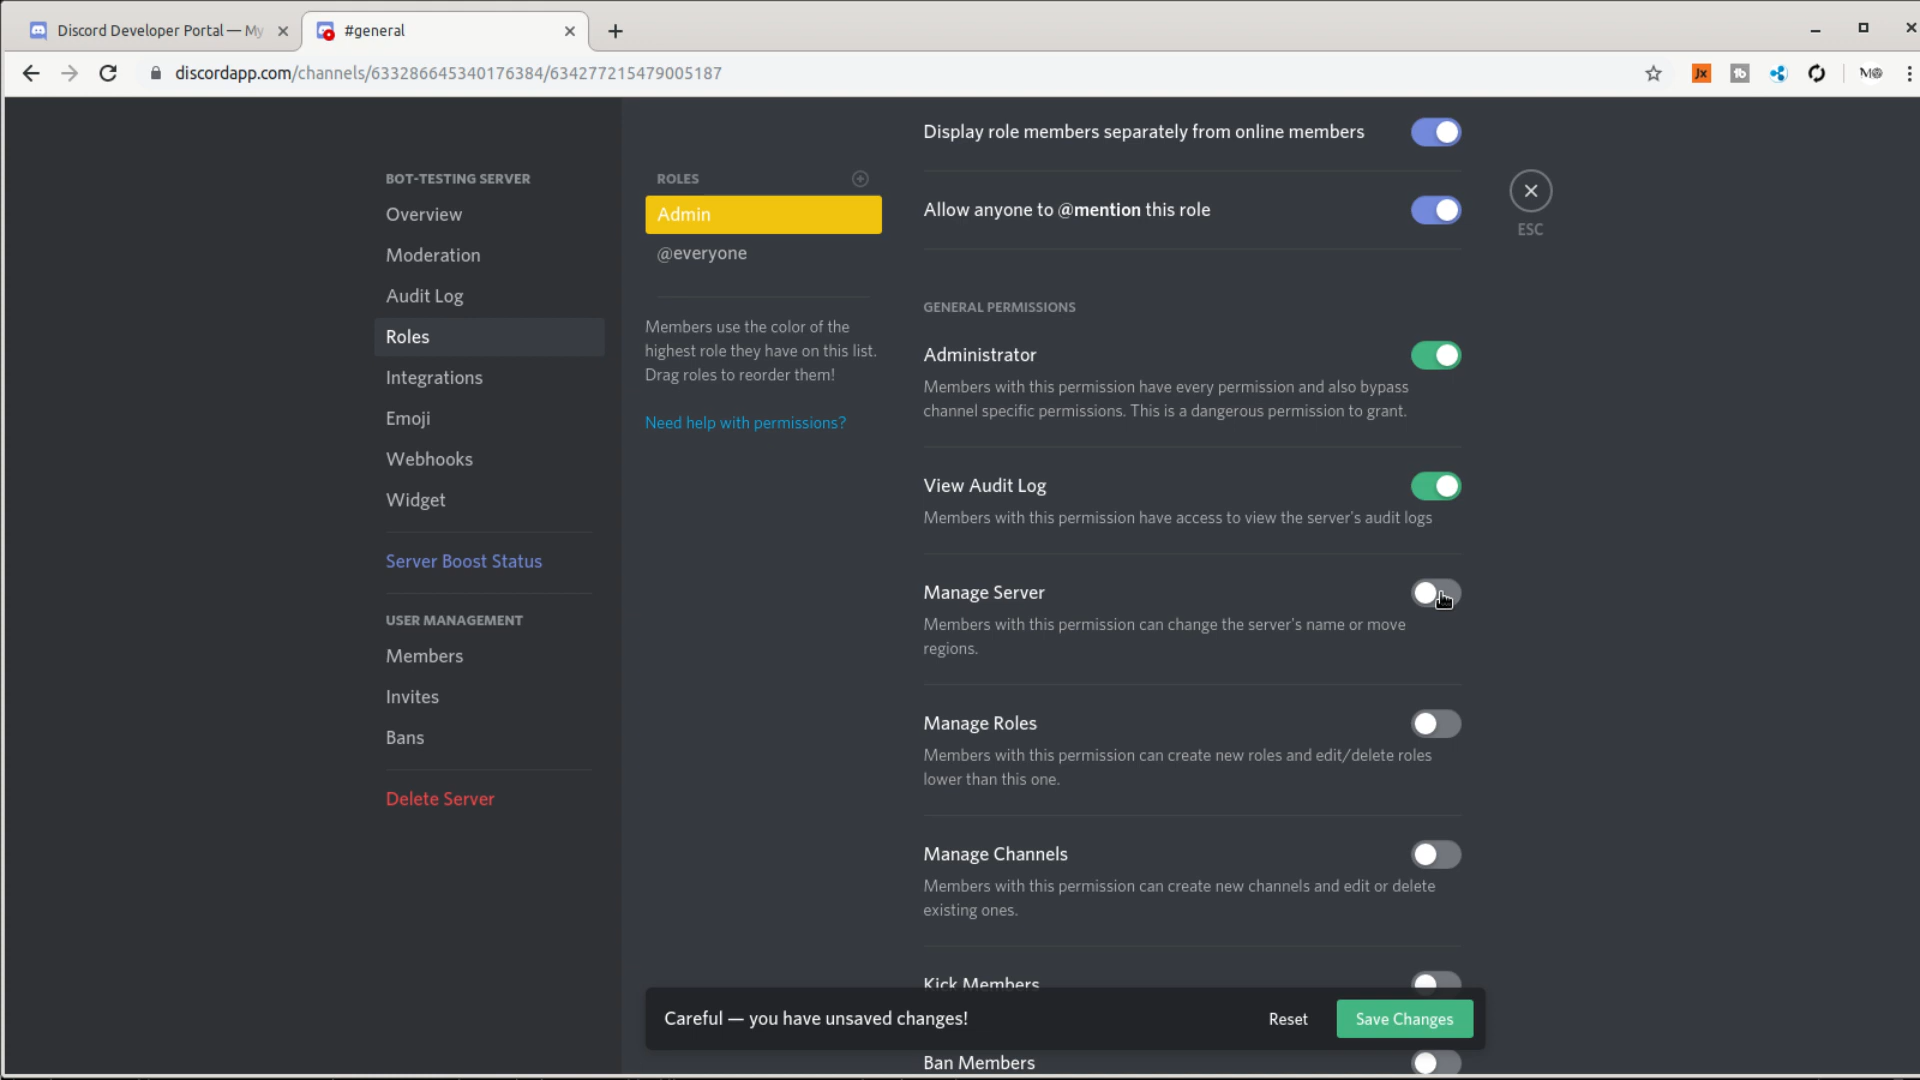 Discord Developer Portal — My
#general
discordapp.com/channels/633286645340176384/634277215479005187
BOT-TESTING SERVER
Overview
Moderation
Audit Log
Roles
Integrations
Emoji
Webhooks
Widget
Server Boost Status
USER MANAGEMENT
Members
Invites
Bans
Delete Server
ROLES
Admin
@everyone
Members use the color of the
highest role they have on this list.
Drag roles to reorder them!
Need help with permissions?
Display role members separately from online members
Allow anyone to @mention this role
ESC
GENERAL PERMISSIONS
Administrator
Members with this permission have every permission and also bypass
channel specific permissions. This is a dangerous permission to grant.
View Audit Log
Members with this permission have access to view the server's audit logs
Manage Server
Members with this permission can change the server's name or move
regions.
Manage Roles
Members with this permission can create new roles and edit/delete roles
lower than this one.
Manage Channels
Members with this permission can create new channels and edit or delete
existing ones.
Kick Members
Careful — you have unsaved changes!
Reset
Save Changes
Ban Members